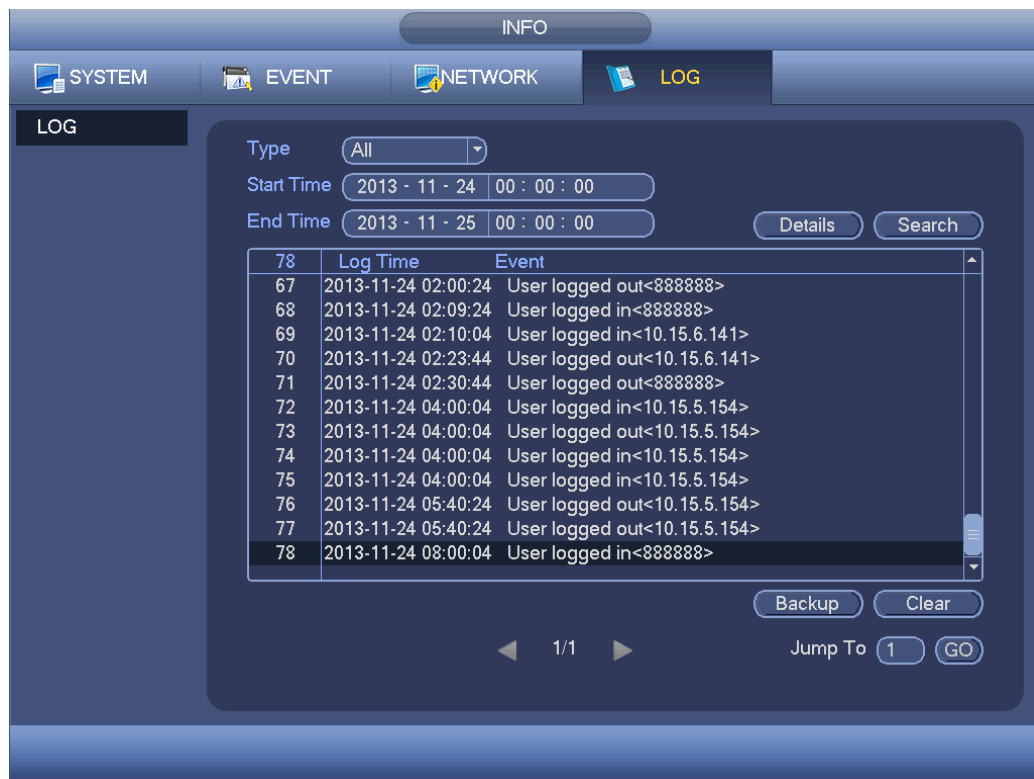 INFO
SYSTEM EVENT NETWORK LOG
LOG
Type All
Start Time 2013 - 11 - 24 00 : 00 : 00
End Time 2013 - 11 - 25 00 : 00 : 00
Details Search
78 Log Time Event
67 2013-11-24 02:00:24 User logged out<888888>
68 2013-11-24 02:09:24 User logged in<888888>
69 2013-11-24 02:10:04 User logged in<10.15.6.141>
70 2013-11-24 02:23:44 User logged out<10.15.6.141>
71 2013-11-24 02:30:44 User logged out<888888>
72 2013-11-24 04:00:04 User logged in<10.15.5.154>
73 2013-11-24 04:00:04 User logged out<10.15.5.154>
74 2013-11-24 04:00:04 User logged in<10.15.5.154>
75 2013-11-24 04:00:04 User logged in<10.15.5.154>
76 2013-11-24 05:40:24 User logged out<10.15.5.154>
77 2013-11-24 05:40:24 User logged out<10.15.5.154>
78 2013-11-24 08:00:04 User logged in<888888>
Backup Clear
1/1 Jump To 1 GO